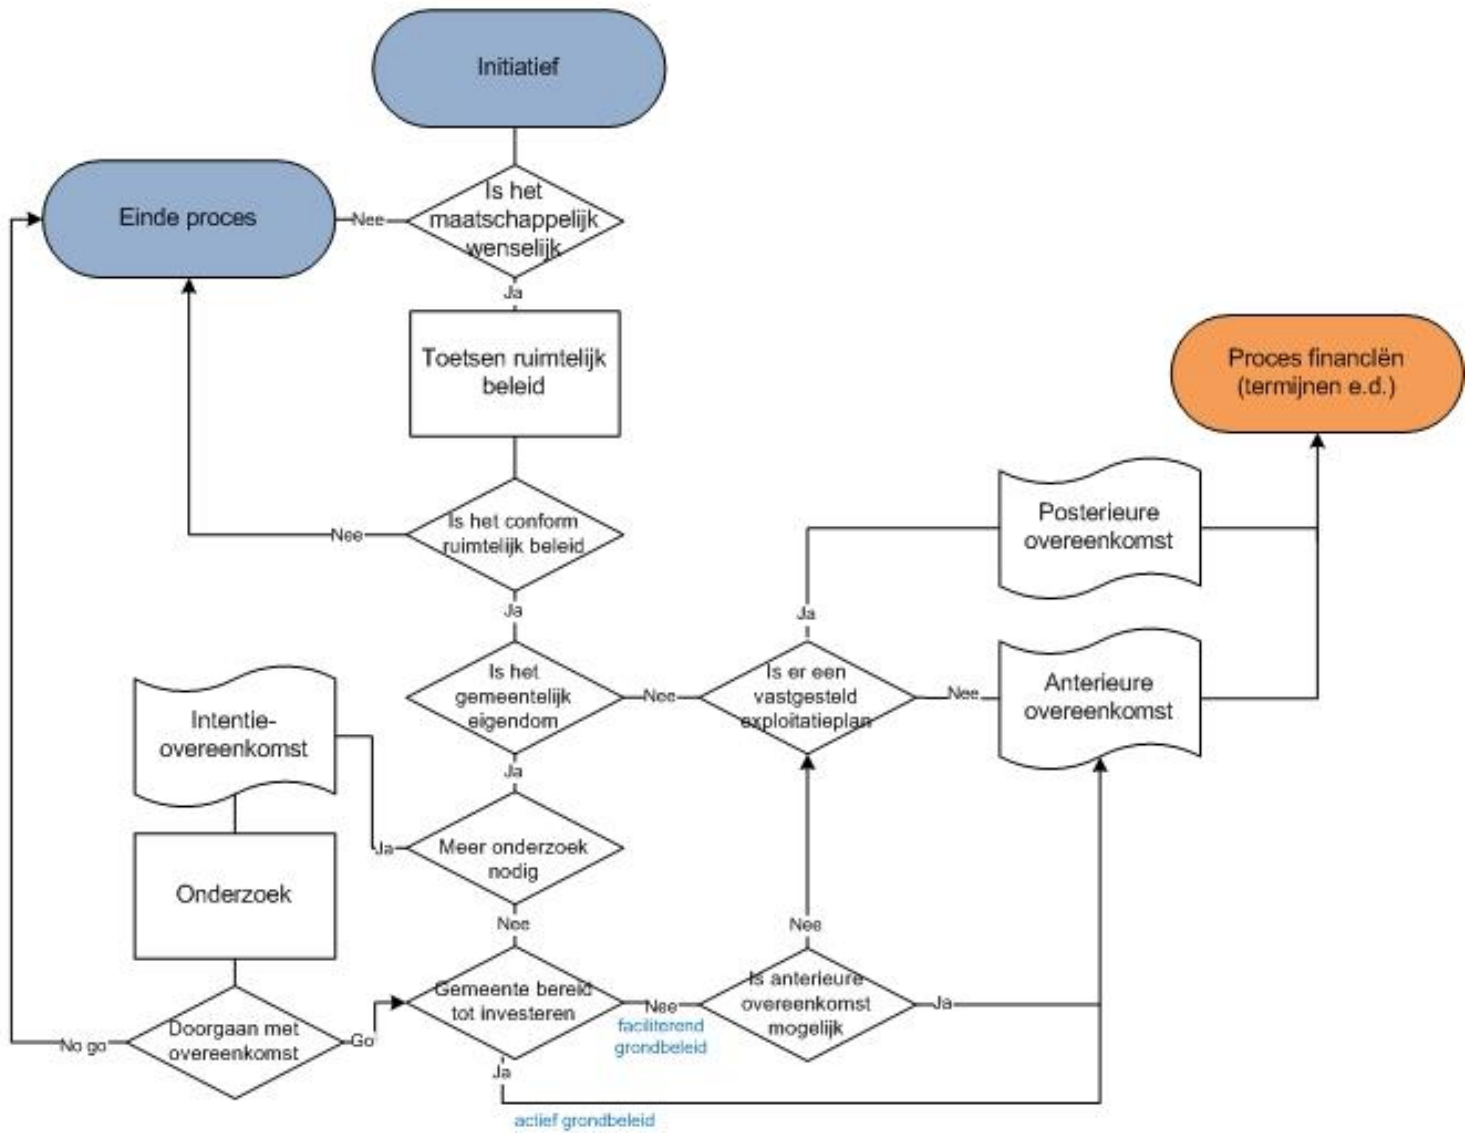 Initiatief
Einde proces
Nee
Is het
maatschappelijk
wenselijk
Ja
Toetsen ruimtelijk
beleid
Proces financlën
(termijnen e.d.)
Is het conform
ruimtelijk beleid
Nee
Ja
Posterieure
overeenkomst
Ja
Is het
gemeentelijk
eigendom
Nee
Is er een
vastgesteld
exploitatieplan
Nee
Anterieure
overeenkomst
Intentie-
overeenkomst
Ja
Ja
Meer onderzoek
nodig
Onderzoek
Nee
Nee
Gemeente bereid
tot investeren
Nee
faciliterend
grondbeleid
Is anterieure
overeenkomst
mogelijk
Ja
No go
Doorgaan met
overeenkomst
Go
Ja
actief grondbeleid